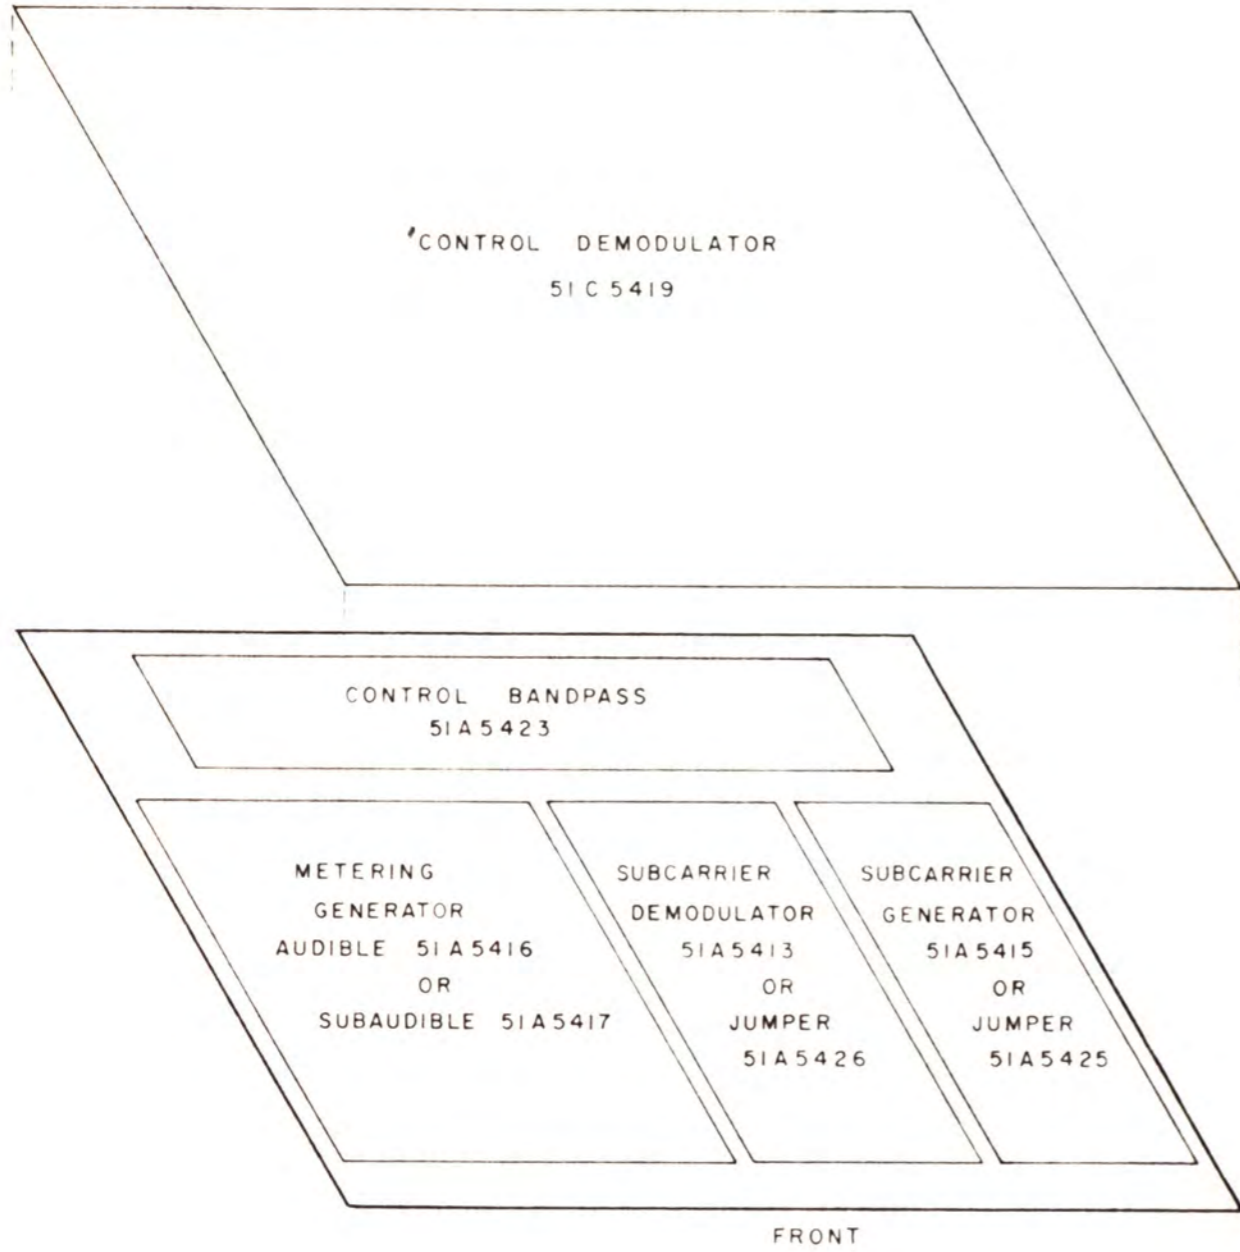 CONTROL DEMODULATOR
51C5419
CONTROL BANDPASS
51A5423
METERING
GENERATOR
AUDIBLE 51A5416
OR
SUBAUDIBLE 51A5417
SUBCARRIER
DEMODULATOR
51A5413
OR
JUMPER
51A5426
SUBCARRIER
GENERATOR
51A5415
OR
JUMPER
51A5425
FRONT